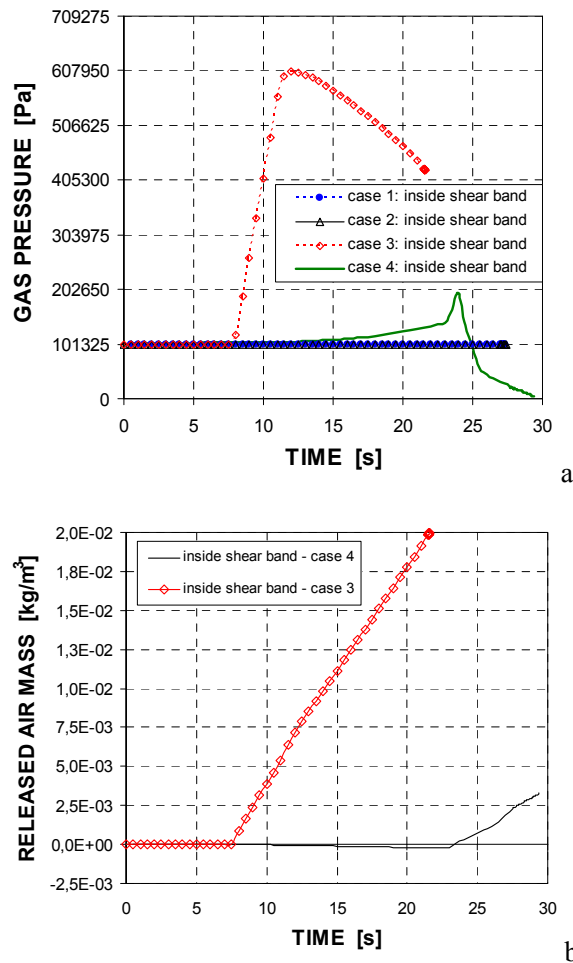 709275
607950
506625
405300
303975
202650
101325
0
GAS PRESSURE [Pa]
case 1: inside shear band
case 2: inside shear band
case 3: inside shear band
case 4: inside shear band
0 5 10 15 20 25 30
TIME [s]
a
2,0E-02
1,8E-02
1,5E-02
1,3E-02
1,0E-02
7,5E-03
5,0E-03
2,5E-03
0,0E+00
-2,5E-03
RELEASED AIR MASS [kg/m³]
inside shear band - case 4
inside shear band - case 3
0 5 10 15 20 25 30
TIME [s]
b